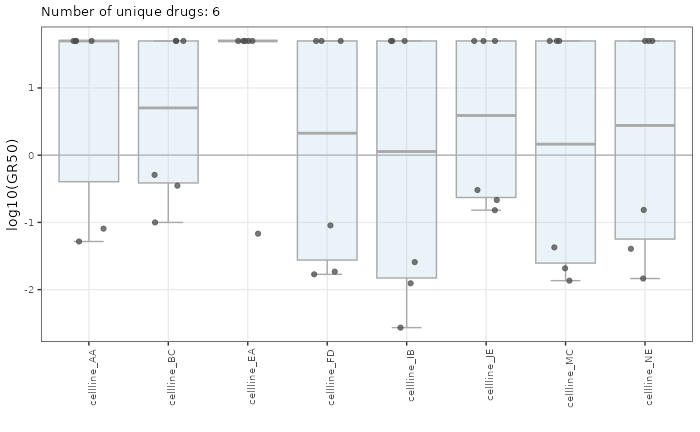 Number of unique drugs: 6
log10(GR50)
1
0
-1
-2
cellline_AA
cellline_BC
cellline_EA
cellline_FD
cellline_IB
cellline_JE
cellline_MC
cellline_NE